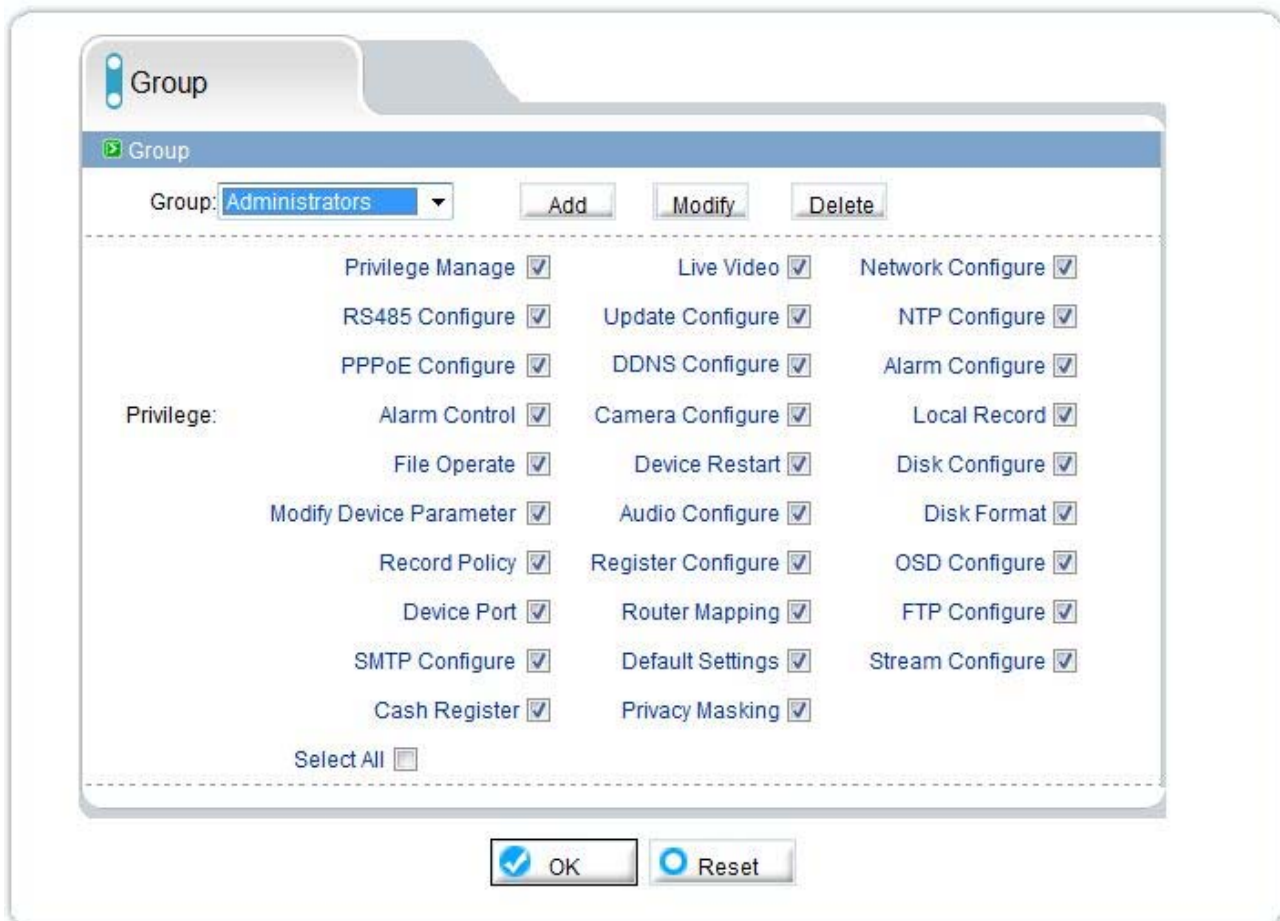 Group
Group
Group: Administrators Add Modify Delete
Privilege Manage Live Video Network Configure
RS485 Configure Update Configure NTP Configure
PPPoE Configure DDNS Configure Alarm Configure
Privilege: Alarm Control Camera Configure Local Record
File Operate Device Restart Disk Configure
Modify Device Parameter Audio Configure Disk Format
Record Policy Register Configure OSD Configure
Device Port Router Mapping FTP Configure
SMTP Configure Default Settings Stream Configure
Cash Register Privacy Masking
Select All
OK Reset